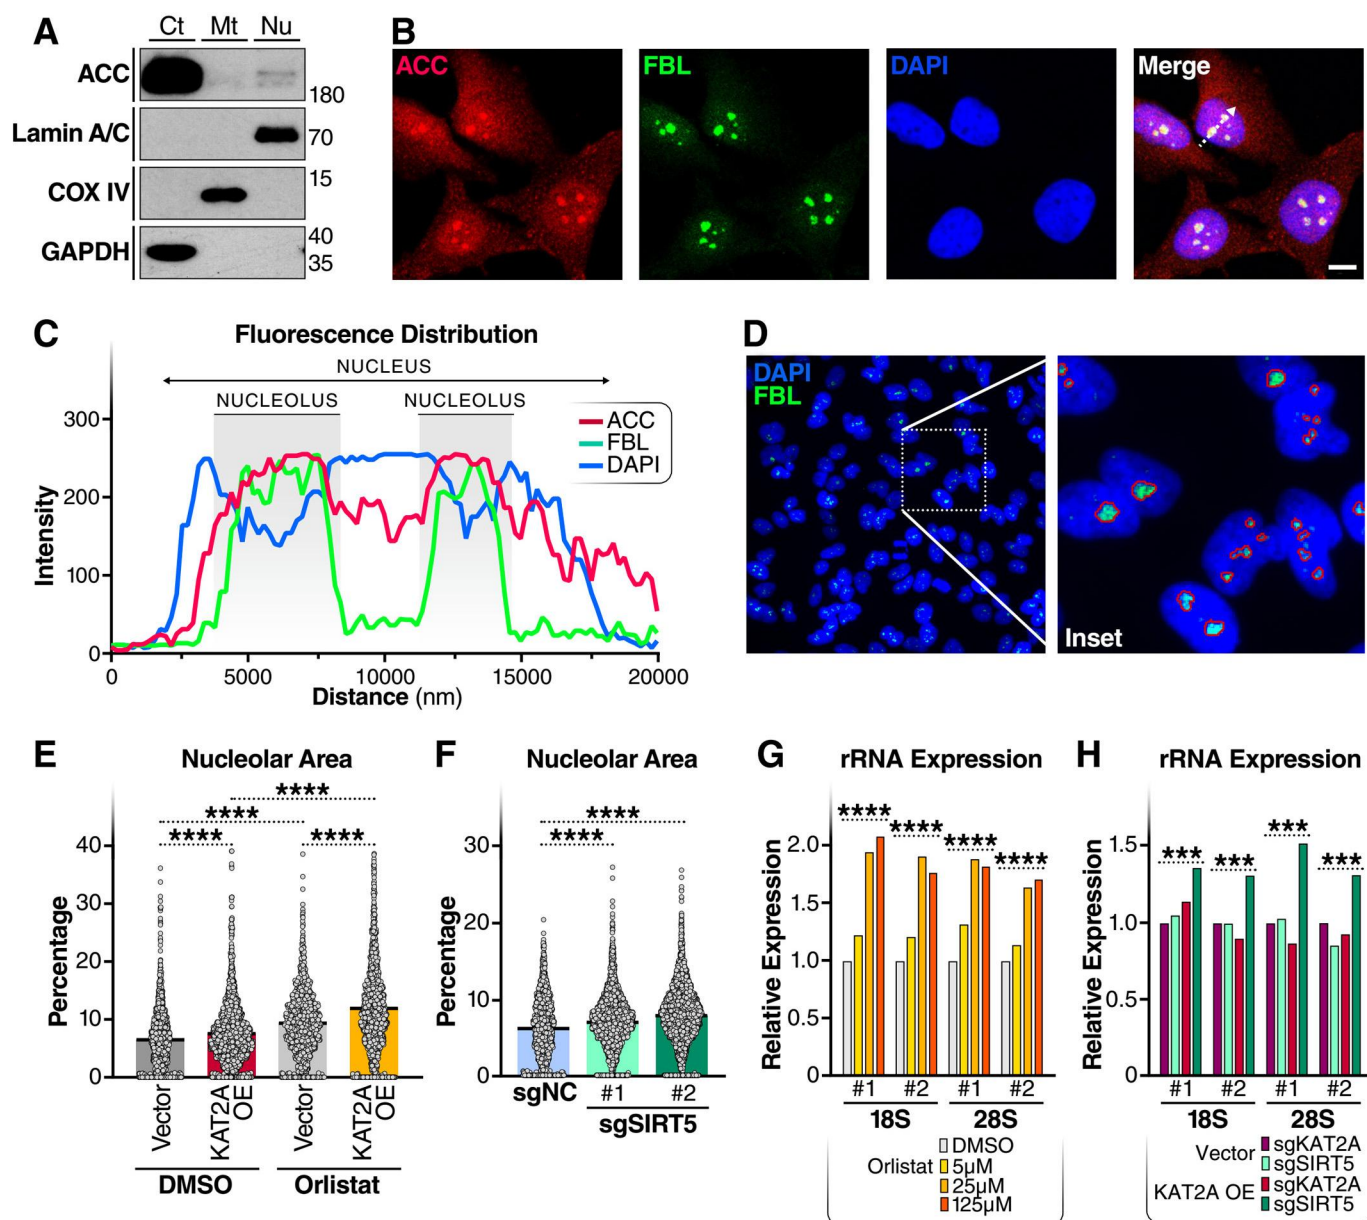 A
Ct Mt Nu
ACC
180
Lamin A/C
70
COX IV
15
GAPDH
40
35
B
ACC
FBL
DAPI
Merge
C
Fluorescence Distribution
NUCLEUS
NUCLEOLUS
NUCLEOLUS
ACC
FBL
DAPI
Intensity
300
200
100
0
0 5000 10000 15000 20000
Distance (nm)
D
DAPI
FBL
Inset
E
Nucleolar Area
****
****
**** ****
Percentage
40
30
20
10
0
Vector
KAT2A
OE
Vector
KAT2A
OE
DMSO Orlistat
F
Nucleolar Area
****
****
Percentage
30
20
10
0
sgNC #1 #2
sgSIRT5
G
rRNA Expression
****
****
****
****
Relative Expression
2.0
1.5
1.0
0.5
0
#1 #2 #1 #2
18S 28S
DMSO
Orlistat 5μM
25μM
125μM
H
rRNA Expression
***
***
***
***
Relative Expression
1.5
1.0
0.5
0
#1 #2 #1 #2
18S 28S
Vector sgKAT2A
sgSIRT5
KAT2A OE sgKAT2A
sgSIRT5